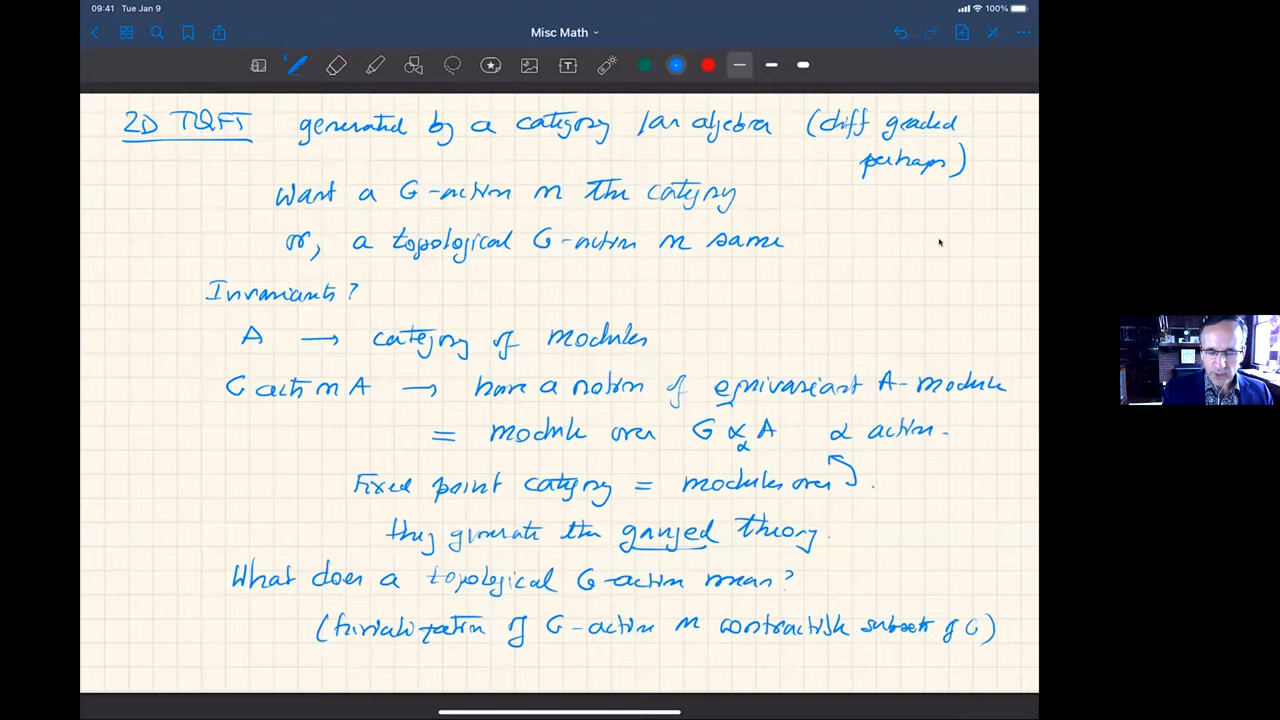 09:41 Tue Jan 9
100%
Misc Math
2D TQFT generated by a category / an algebra (diff graded
perhaps)
Want a G-action on the category
or, a topological G-action on same
Invariants?
A → category of modules
G acts on A → have a notion of equivariant A-module
= module over G ⋊_α A α action.
Fixed point category = modules over
they generate the gauged theory.
What does a topological G-action mean?
(trivialization of G-action on contractible subsets of G)